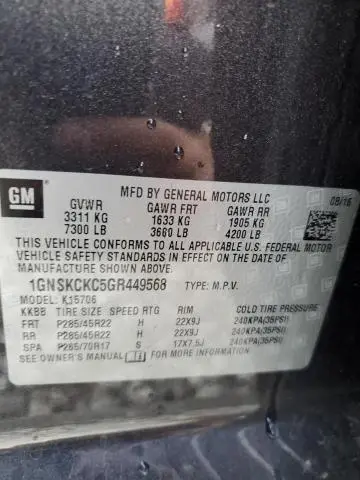 GM
MFD BY GENERAL MOTORS LLC 08/16
GVWR GAWR FRT GAWR RR
3311 KG 1633 KG 1905 KG
7300 LB 3600 LB 4200 LB
THIS VEHICLE CONFORMS TO ALL APPLICABLE U.S. FEDERAL MOTOR
VEHICLE SAFETY STANDARDS IN EFFECT ON THE DATE OF
MANUFACTURE SHOWN ABOVE.
1GNSKCKC5GR449568 TYPE: M.P.V.
MODEL: K15706
KKBB TIRE SIZE SPEED RTG RIM COLD TIRE PRESSURE
FRT P285/45R22 H 22X9J 240KPA(35PSI)
RR P285/45R22 H 22X9J 240KPA(35PSI)
SPA P265/70R17 S 17X7.5J 240KPA(35PSI)
SEE OWNER'S MANUAL FOR MORE INFORMATION.